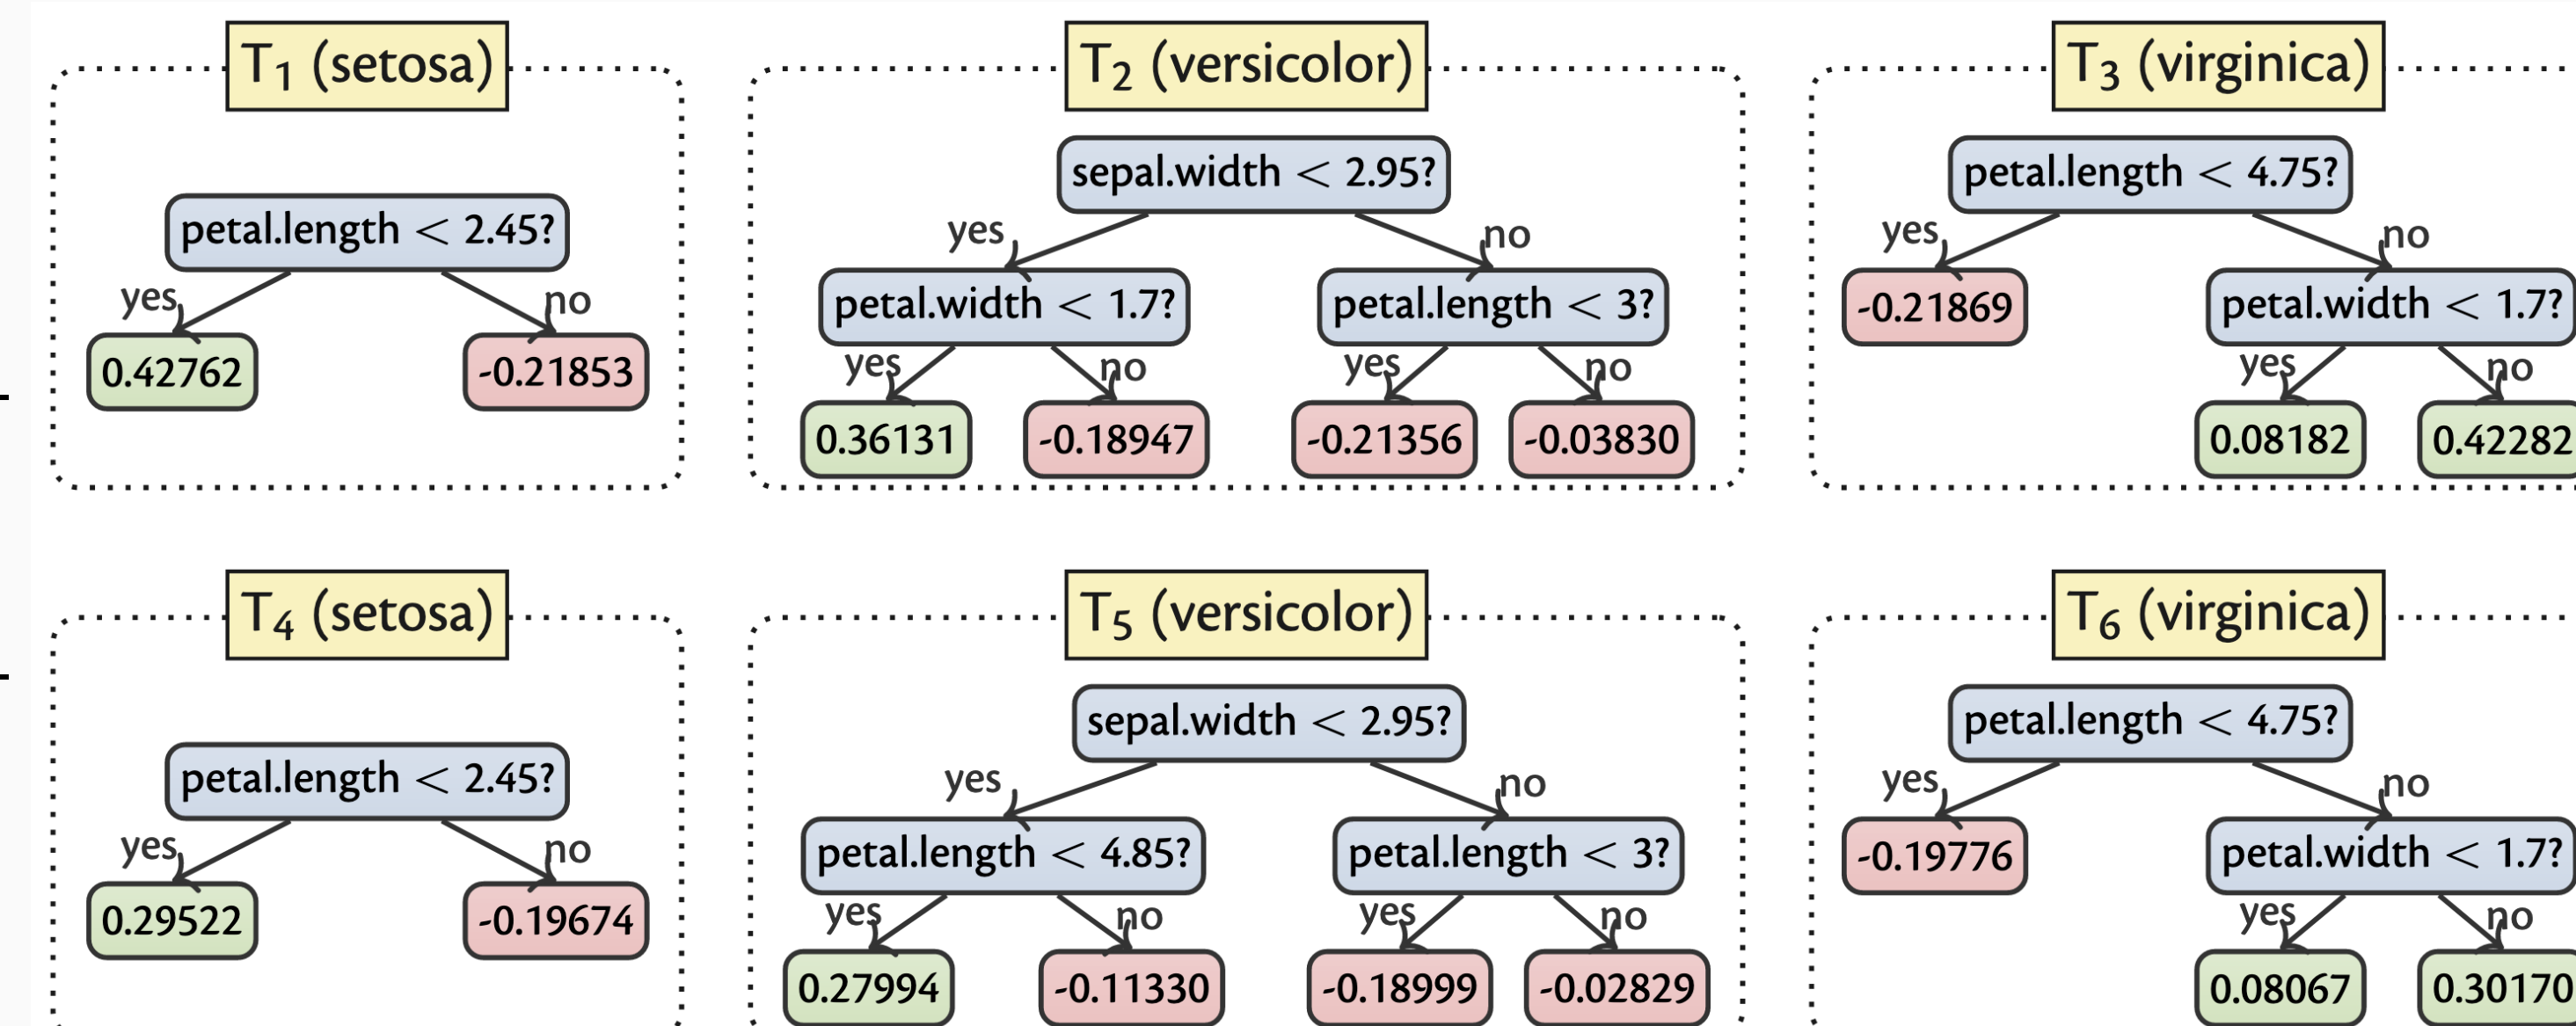 T1 (setosa)
petal.length < 2.45?
yes
no
0.42762
-0.21853
T2 (versicolor)
sepal.width < 2.95?
yes
no
petal.width < 1.7?
petal.length < 3?
yes
no
yes
no
0.36131
-0.18947
-0.21356
-0.03830
T3 (virginica)
petal.length < 4.75?
yes
no
-0.21869
petal.width < 1.7?
yes
no
0.08182
0.42282
T4 (setosa)
petal.length < 2.45?
yes
no
0.29522
-0.19674
T5 (versicolor)
sepal.width < 2.95?
yes
no
petal.length < 4.85?
petal.length < 3?
yes
no
yes
no
0.27994
-0.11330
-0.18999
-0.02829
T6 (virginica)
petal.length < 4.75?
yes
no
-0.19776
petal.width < 1.7?
yes
no
0.08067
0.30170